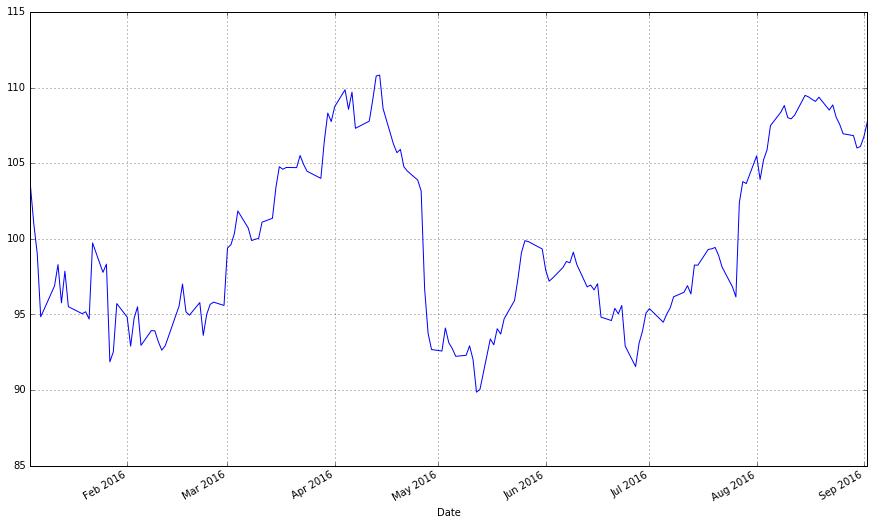 115
110
105
100
95
90
85
Feb 2016
Mar 2016
Apr 2016
May 2016
Jun 2016
Jul 2016
Aug 2016
Sep 2016
Date